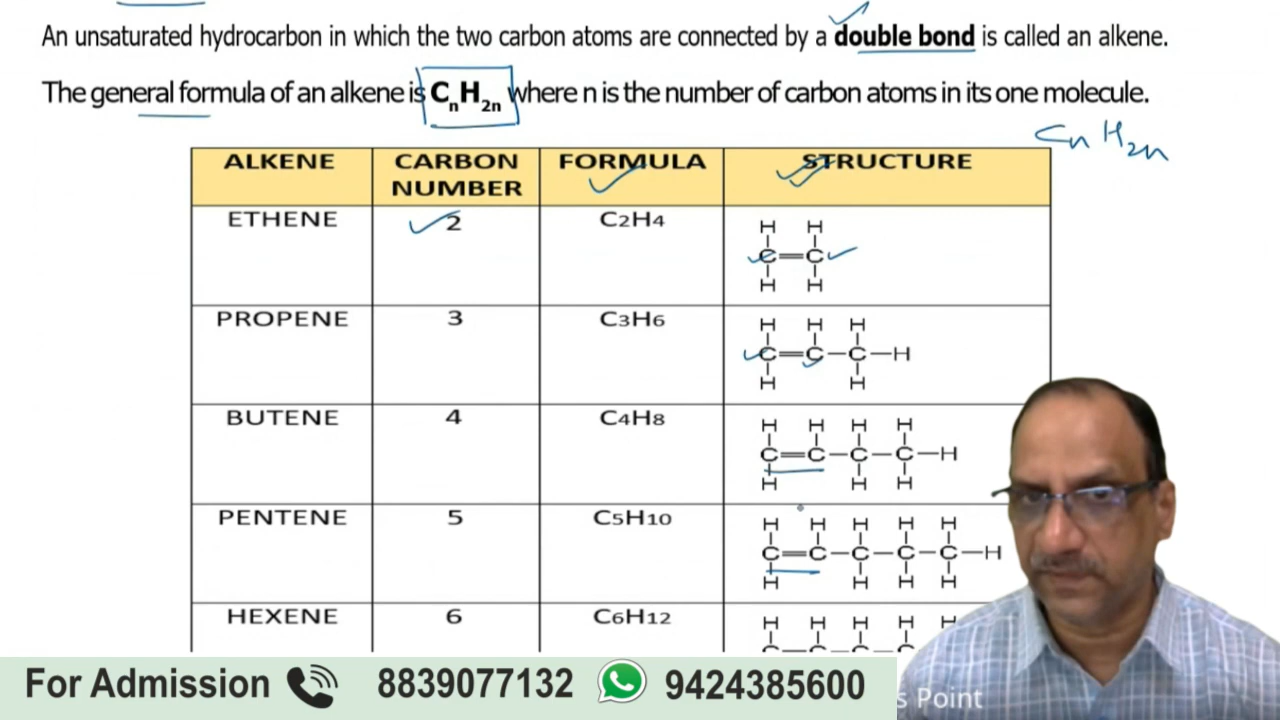 An unsaturated hydrocarbon in which the two carbon atoms are connected by a double bond is called an alkene.
The general formula of an alkene is CnH2n where n is the number of carbon atoms in its one molecule.
Cn H2n
ALKENE CARBON NUMBER FORMULA STRUCTURE
ETHENE 2 C2H4
H H
C=C
H H
PROPENE 3 C3H6
H H H
C=C-C-H
H H
BUTENE 4 C4H8
H H H H
C=C-C-C-H
H H H
PENTENE 5 C5H10
H H H H H
C=C-C-C-C-H
H H H H
HEXENE 6 C6H12
H H H H H
For Admission 8839077132 9424385600
s Point